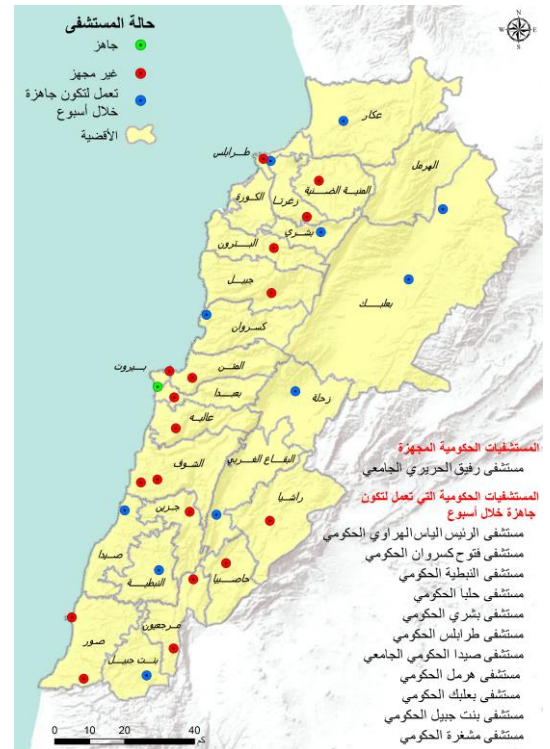 حالة المستشفى
جاهز
غير مجهز
تعمل لتكون جاهزة
خلال أسبوع
الأقضية
N
W
E
S
عكار
طرابلس
الهرمل
المنية الضنية
زغرتا
الكورة
بشري
البترون
جبيل
بعلبك
كسروان
المتن
بيروت
بعبدا
زحلة
عاليه
البقاع الغربي
الشوف
راشيا
جزين
صيدا
حاصبيا
النبطية
مرجعيون
صور
بنت جبيل
المستشفيات الحكومية المجهزة
مستشفى رفيق الحريري الجامعي
المستشفيات الحكومية التي تعمل لتكون
جاهزة خلال أسبوع
مستشفى الرئيس الياس الهراوي الحكومي
مستشفى فتوح كسروان الحكومي
مستشفى النبطية الحكومي
مستشفى حلبا الحكومي
مستشفى بشري الحكومي
مستشفى طرابلس الحكومي
مستشفى صيدا الحكومي الجامعي
مستشفى هرمل الحكومي
مستشفى بعلبك الحكومي
مستشفى بنت جبيل الحكومي
مستشفى مشغرة الحكومي
0 10 20 40
كم